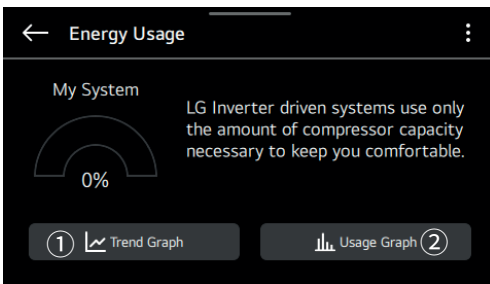 Energy Usage
My System
0%
LG Inverter driven systems use only
the amount of compressor capacity
necessary to keep you comfortable.
① Trend Graph
Usage Graph ②